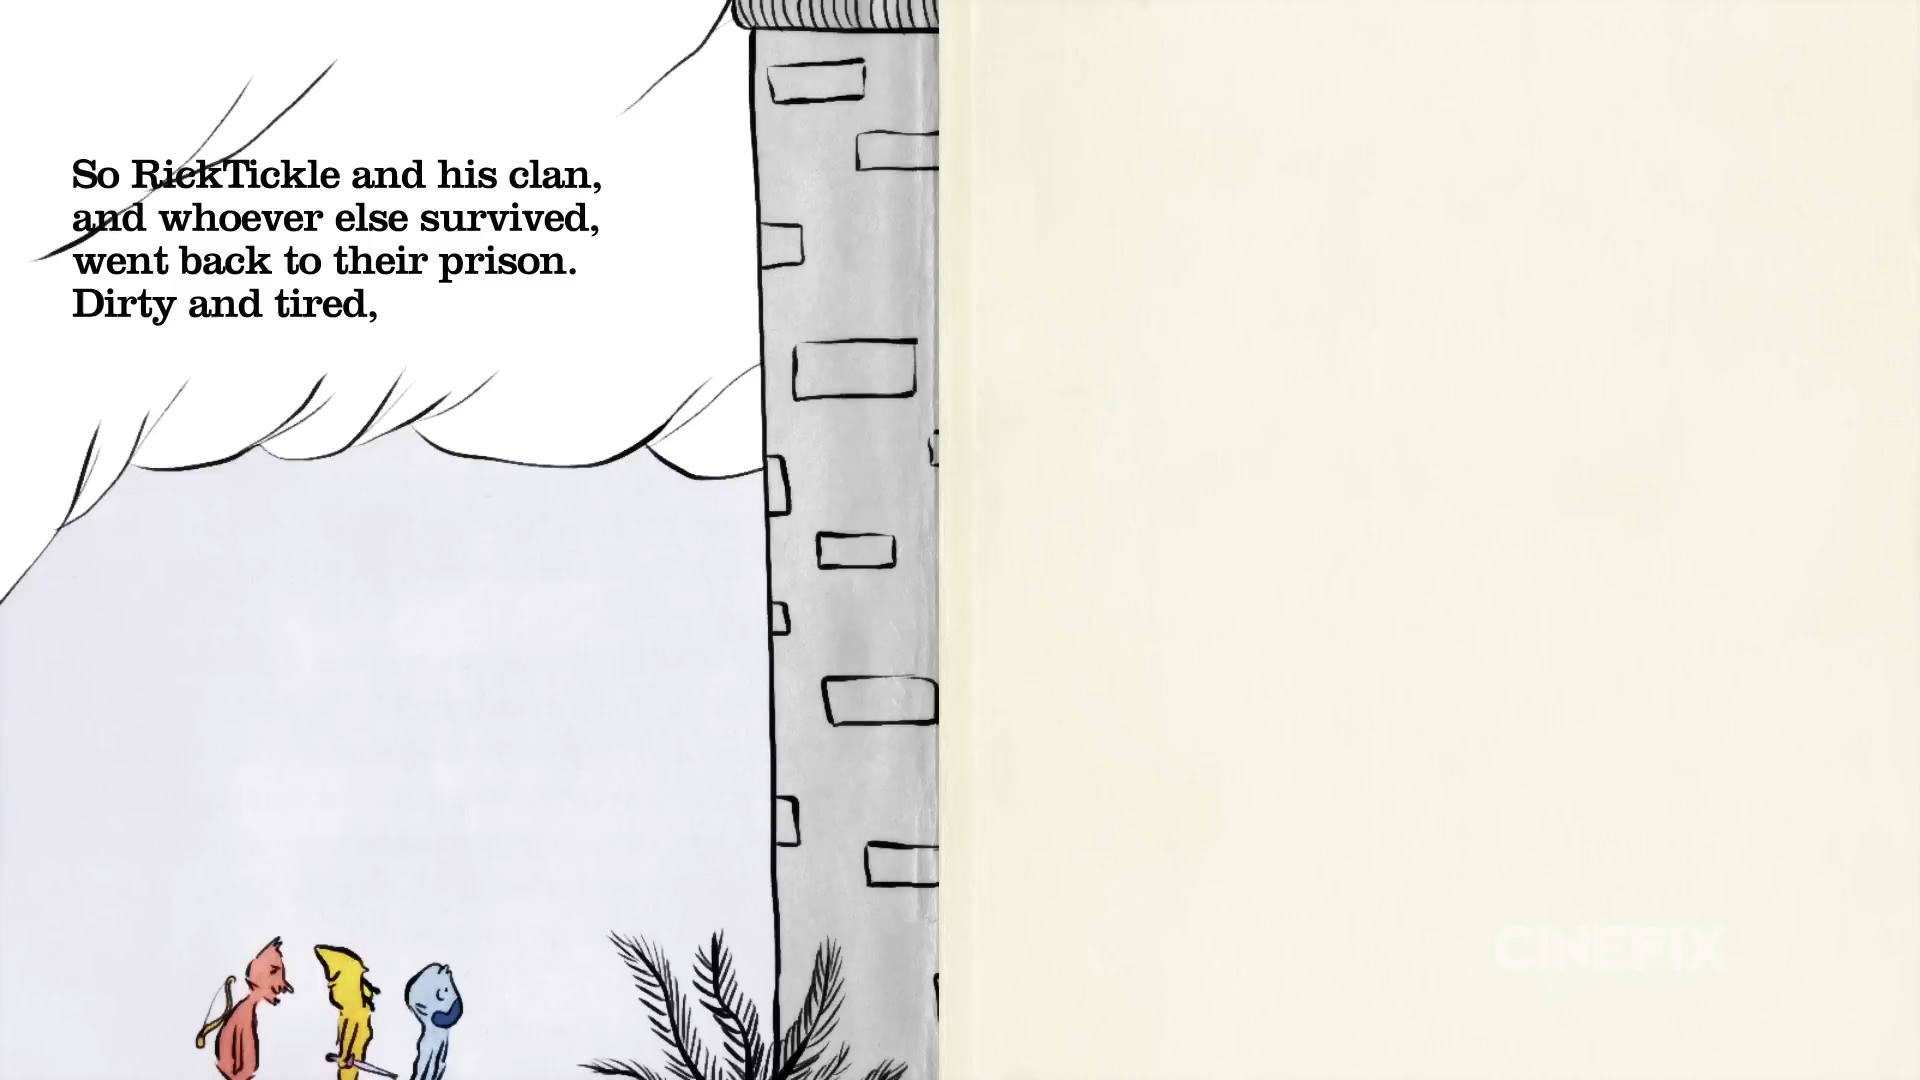 So RickTickle and his clan,
and whoever else survived,
went back to their prison.
Dirty and tired,
CINEFIX